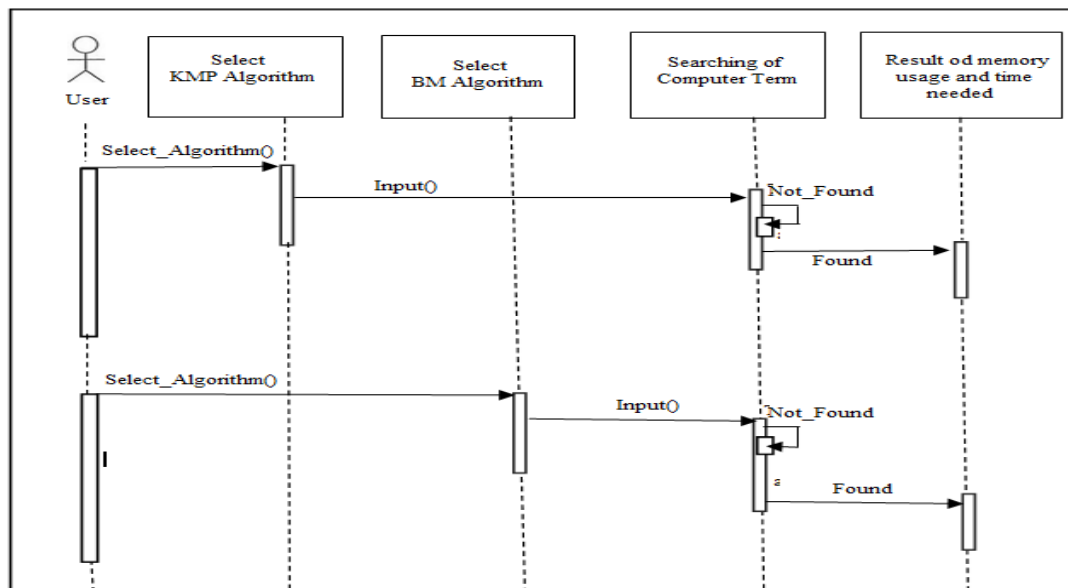 User
Select
KMP Algorithm
Select
BM Algorithm
Searching of
Computer Term
Result od memory
usage and time
needed
Select_Algorithm()
Input()
Not_Found
Found
Select_Algorithm()
Input()
Not_Found
Found